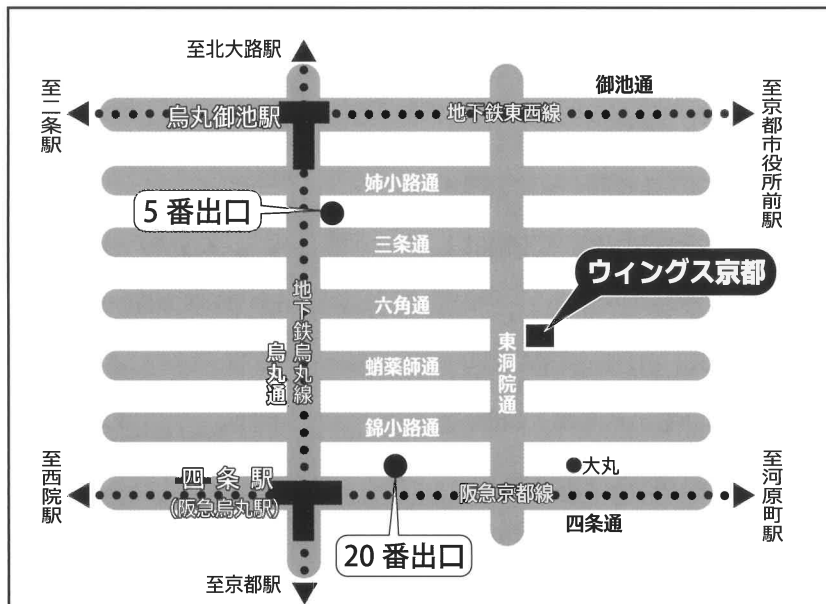 至北大路駅
御池通
至二条駅
烏丸御池駅
地下鉄東西線
至京都市役所前駅
姉小路通
5番出口
三条通
ウィングス京都
六角通
地下鉄烏丸線
烏丸通
東洞院通
蛸薬師通
錦小路通
至西院駅
四条駅
(阪急烏丸駅)
大丸
阪急京都線
至河原町駅
四条通
20番出口
至京都駅